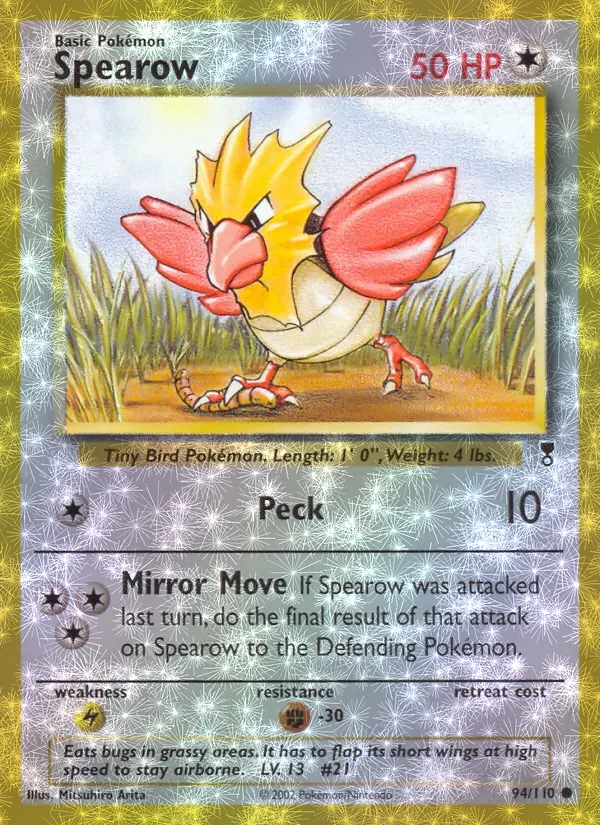 Basic Pokémon
Spearow 50 HP
Tiny Bird Pokémon. Length: 1' 0", Weight: 4 lbs.
Peck 10
Mirror Move If Spearow was attacked
last turn, do the final result of that attack
on Spearow to the Defending Pokémon.
weakness resistance retreat cost
-30
Eats bugs in grassy areas. It has to flap its short wings at high
speed to stay airborne. LV. 13 #21
Illus. Mitsuhiro Arita © 2002 Pokémon/Nintendo 94/110